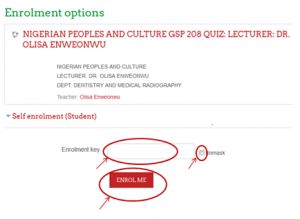 Enrolment options
NIGERIAN PEOPLES AND CULTURE GSP 208 QUIZ: LECTURER: DR.
OLISA ENWEONWU
NIGERIAN PEOPLES AND CULTURE
LECTURER: DR. OLISA ENWEONWU
DEPT: DENTISTRY AND MEDICAL RADIOGRAPHY
Teacher: Olisa Enweonwu
Self enrolment (Student)
Enrolment key
Unmask
ENROL ME